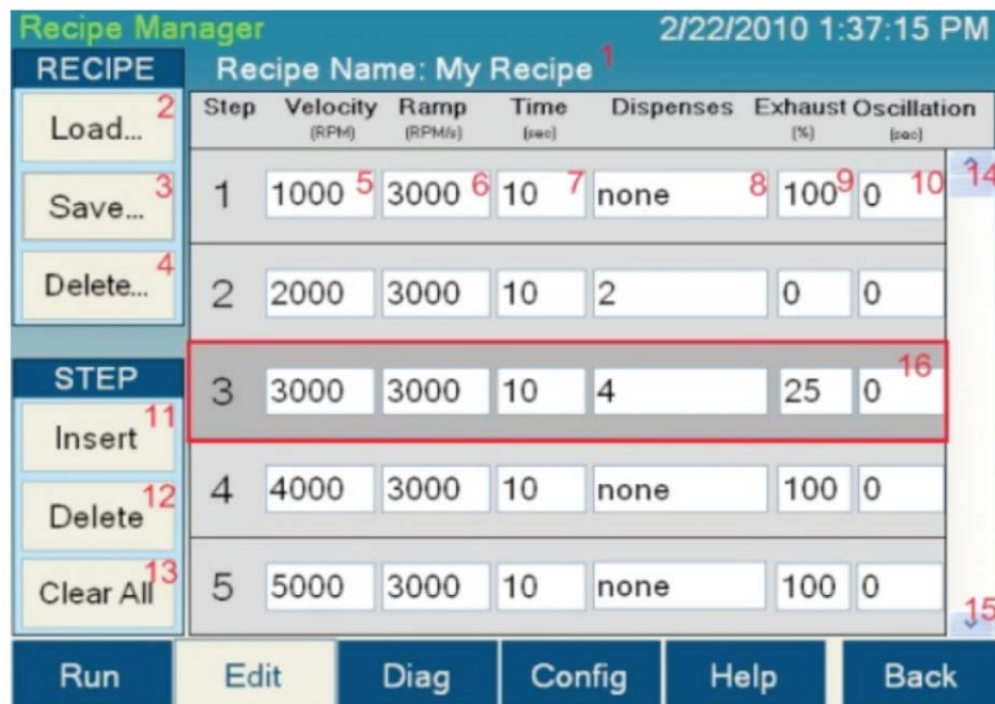 Recipe Manager 2/22/2010 1:37:15 PM
RECIPE Recipe Name: My Recipe 1
Step Velocity Ramp Time Dispenses Exhaust Oscillation
(RPM) (RPM/s) (sec) (%) (sec)
Load... 2
1 1000 5 3000 6 10 7 none 8 100 9 0 10 14
Save... 3
Delete... 4
2 2000 3000 10 2 0 0
STEP
3 3000 3000 10 4 25 0 16
Insert 11
4 4000 3000 10 none 100 0
Delete 12
Clear All 13
5 5000 3000 10 none 100 0 15
Run Edit Diag Config Help Back